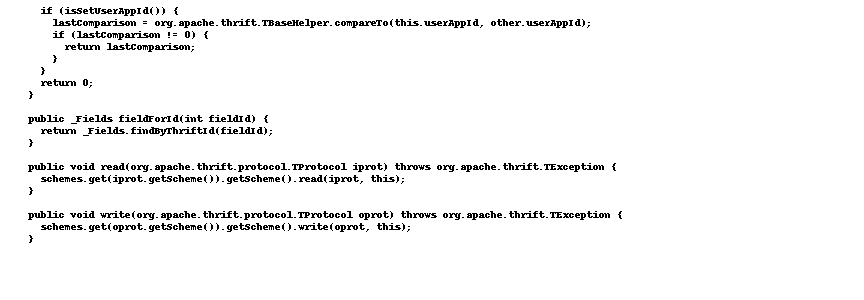 if (isSetUserAppId()) {
      lastComparison = org.apache.thrift.TBaseHelper.compareTo(this.userAppId, other.userAppId);
      if (lastComparison != 0) {
        return lastComparison;
      }
    }
    return 0;
  }

  public _Fields fieldForId(int fieldId) {
    return _Fields.findByThriftId(fieldId);
  }

  public void read(org.apache.thrift.protocol.TProtocol iprot) throws org.apache.thrift.TException {
    schemes.get(iprot.getScheme()).getScheme().read(iprot, this);
  }

  public void write(org.apache.thrift.protocol.TProtocol oprot) throws org.apache.thrift.TException {
    schemes.get(oprot.getScheme()).getScheme().write(oprot, this);
  }